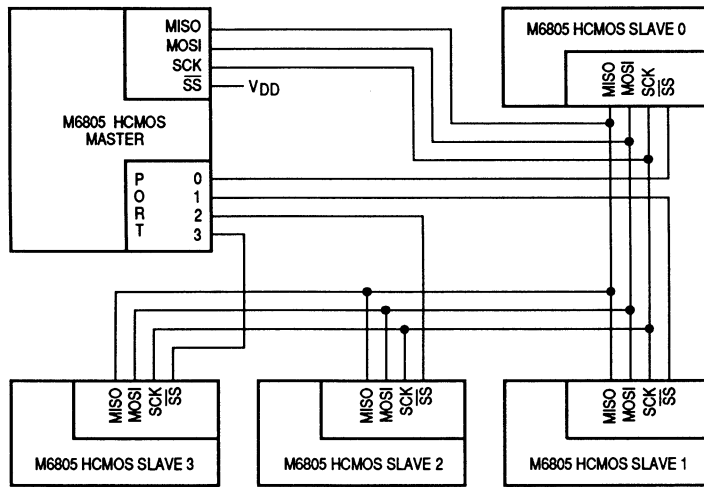 MISO
MOSI
SCK
SS
VDD
M6805 HCMOS
MASTER
PORT
0
1
2
3
M6805 HCMOS SLAVE 0
MISO
MOSI
SCK
SS
MISO
MOSI
SCK
SS
M6805 HCMOS SLAVE 3
MISO
MOSI
SCK
SS
M6805 HCMOS SLAVE 2
MISO
MOSI
SCK
SS
M6805 HCMOS SLAVE 1